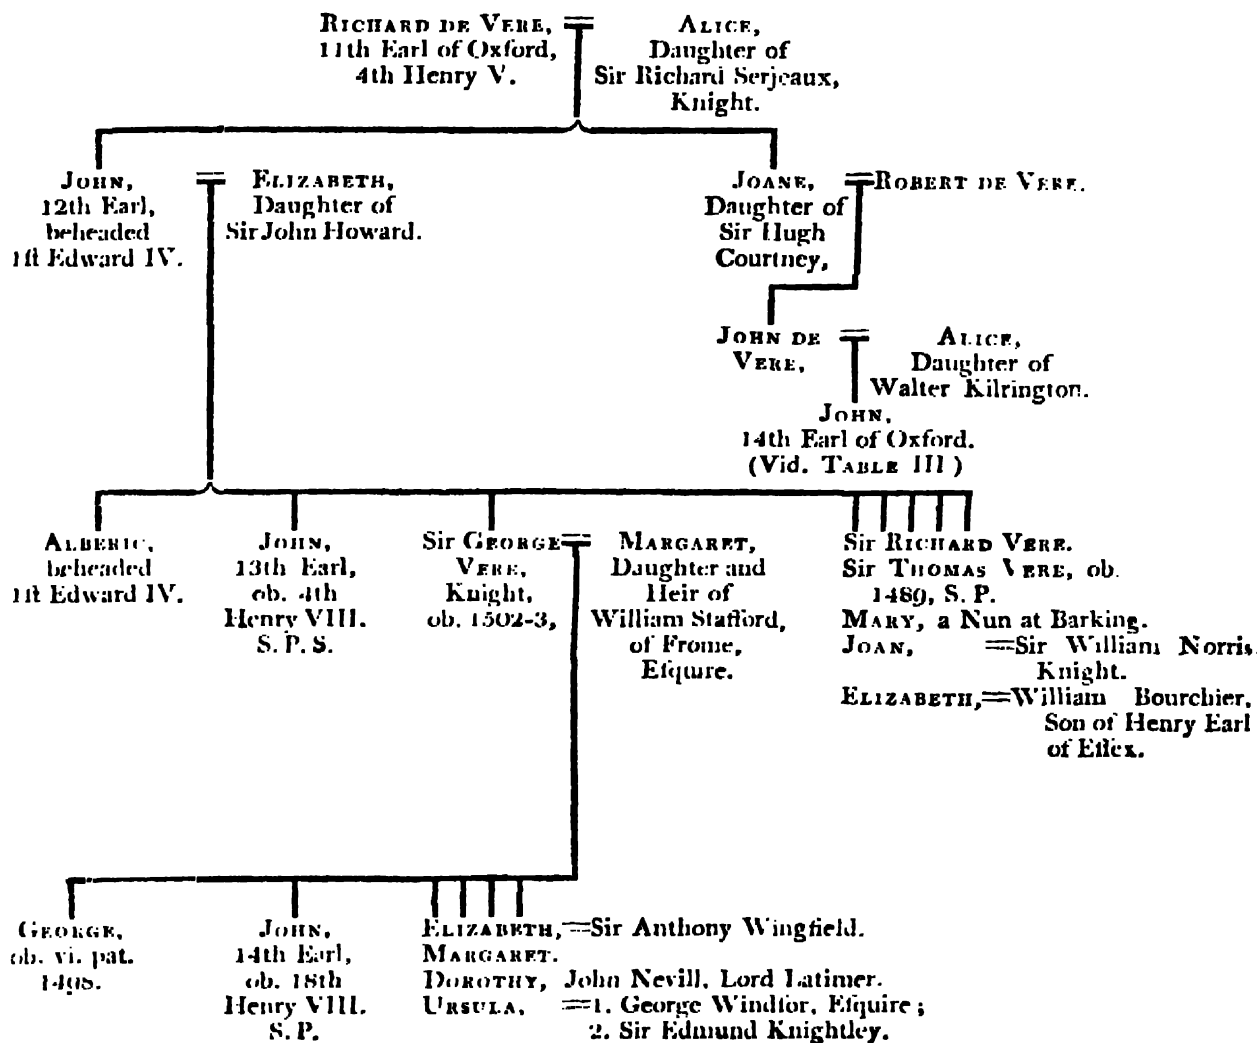 RICHARD DE VERE,
11th Earl of Oxford,
4th Henry V.
ALICE,
Daughter of
Sir Richard Serjeaux,
Knight.
JOHN,
12th Earl,
beheaded
1ſt Edward IV.
ELIZABETH,
Daughter of
Sir John Howard.
JOANE,
Daughter of
Sir Hugh
Courtney,
=ROBERT DE VERE.
JOHN DE
VERE,
ALICE,
Daughter of
Walter Kilrington.
JOHN,
14th Earl of Oxford.
(Vid. TABLE III)
ALBERIC,
beheaded
1ſt Edward IV.
JOHN,
13th Earl,
ob. 4th
Henry VIII.
S. P. S.
Sir GEORGE
VERE,
Knight,
ob. 1502-3,
MARGARET,
Daughter and
Heir of
William Stafford,
of Frome,
Eſquire.
Sir RICHARD VERE.
Sir THOMAS VERE, ob.
1489, S. P.
MARY, a Nun at Barking.
JOAN, =Sir William Norris,
Knight.
ELIZABETH,=William Bourchier,
Son of Henry Earl
of Eſſex.
GEORGE,
ob. vi. pat.
1498.
JOHN,
14th Earl,
ob. 18th
Henry VIII.
S. P.
ELIZABETH,=Sir Anthony Wingfield.
MARGARET.
DOROTHY, John Nevill, Lord Latimer.
URSULA, =1. George Windſor, Eſquire;
2. Sir Edmund Knightley.